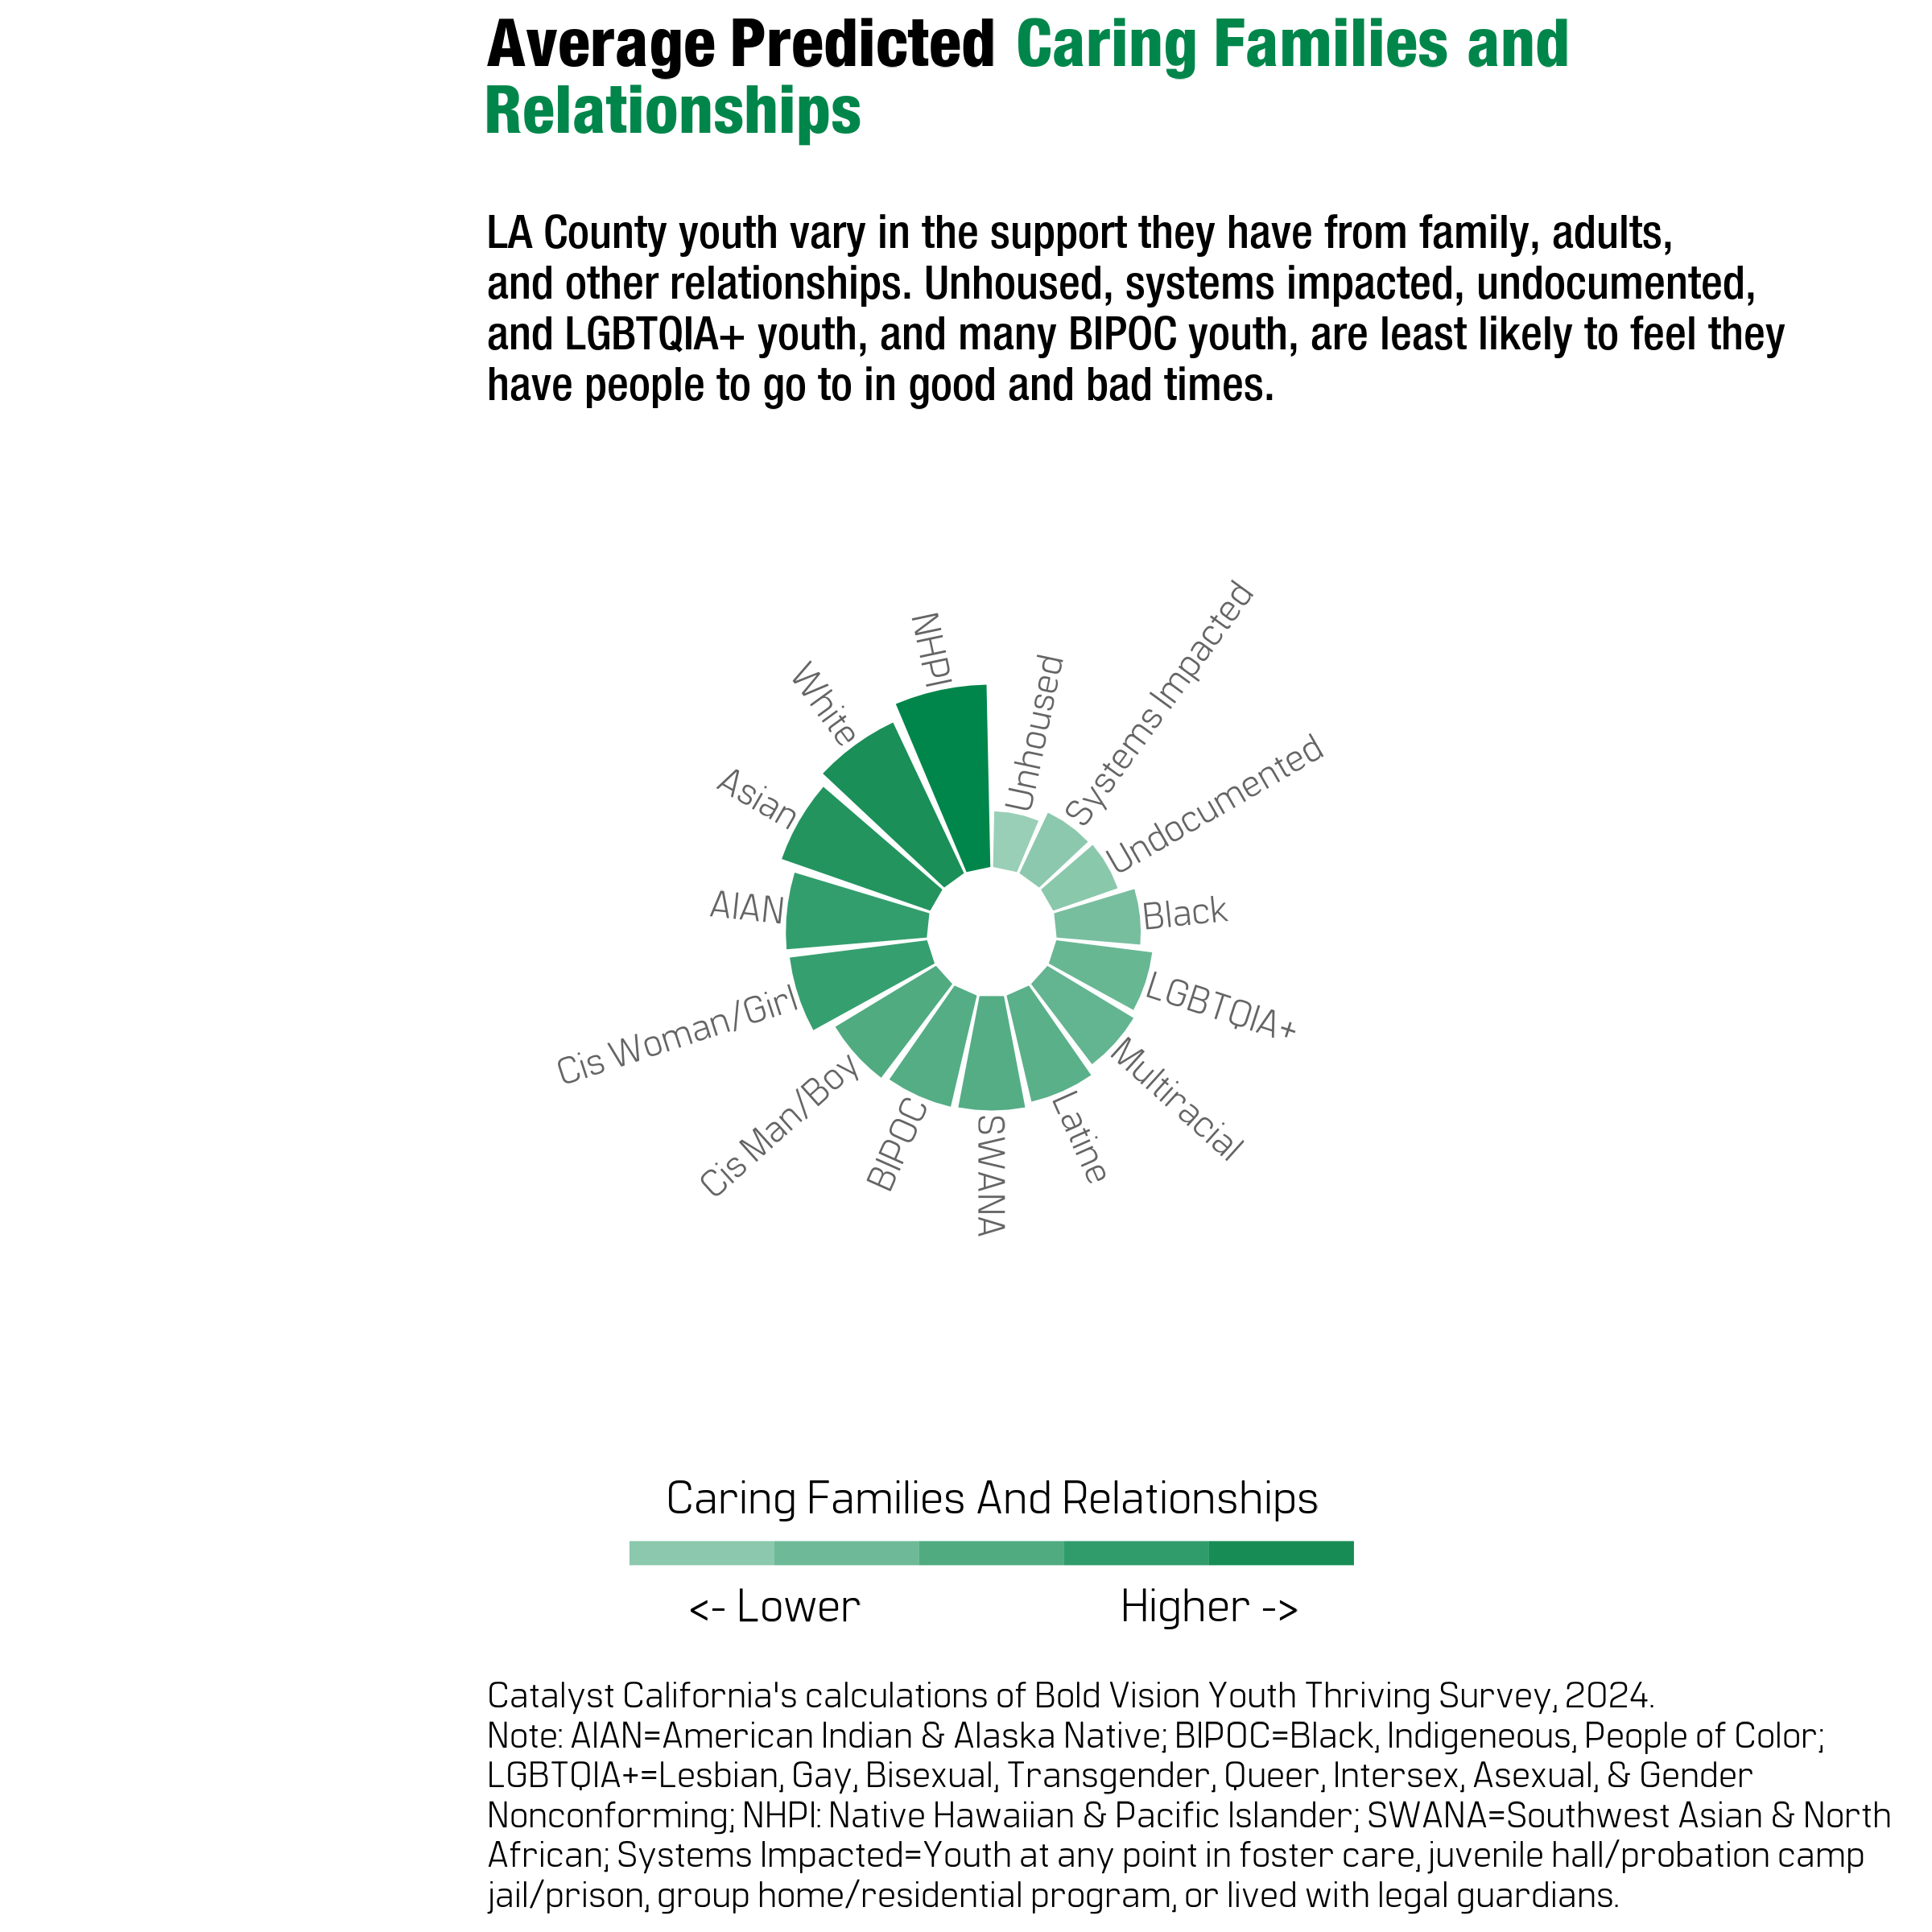 Average Predicted Caring Families and
Relationships
LA County youth vary in the support they have from family, adults,
and other relationships. Unhoused, systems impacted, undocumented,
and LGBTQIA+ youth, and many BIPOC youth, are least likely to feel they
have people to go to in good and bad times.
Unhoused
Systems Impacted
Undocumented
Black
LGBTQIA+
Multiracial
Latine
SWANA
BIPOC
Cis Man/Boy
Cis Woman/Girl
AIAN
Asian
White
NHPI
Caring Families And Relationships
<- Lower
Higher ->
Catalyst California's calculations of Bold Vision Youth Thriving Survey, 2024.
Note: AIAN=American Indian & Alaska Native; BIPOC=Black, Indigeneous, People of Color;
LGBTQIA+=Lesbian, Gay, Bisexual, Transgender, Queer, Intersex, Asexual, & Gender
Nonconforming; NHPI: Native Hawaiian & Pacific Islander; SWANA=Southwest Asian & North
African; Systems Impacted=Youth at any point in foster care, juvenile hall/probation camp
jail/prison, group home/residential program, or lived with legal guardians.